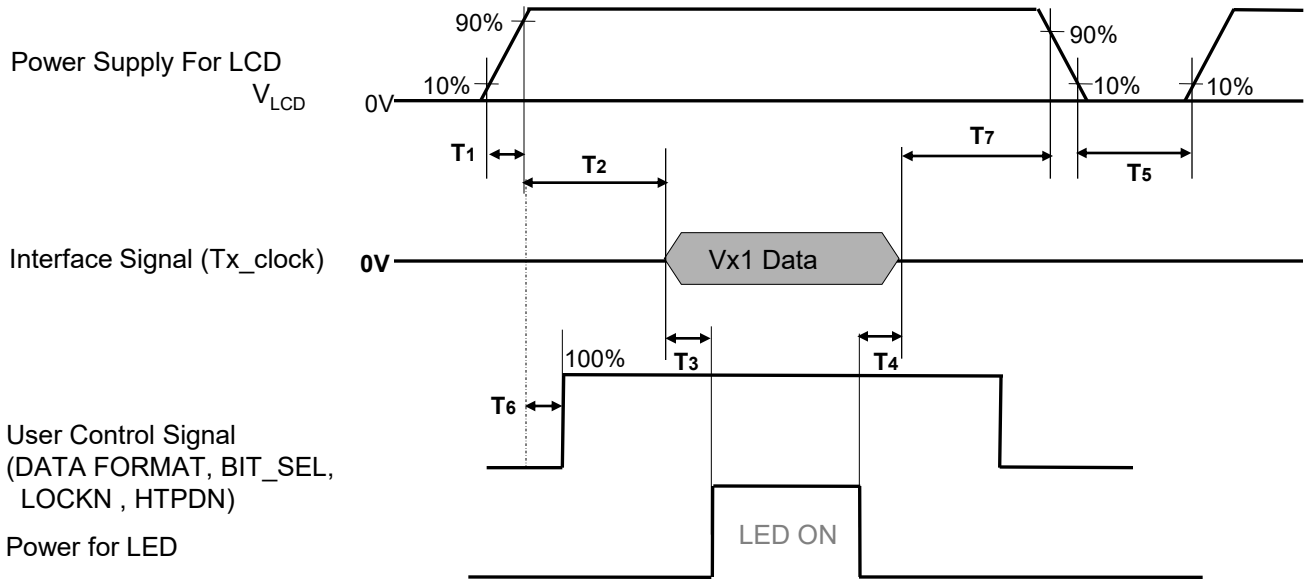 90%
90%
Power Supply For LCD
10%
10%
10%
VLCD
0V
T1
T2
T7
T5
Interface Signal (Tx_clock)
0V
Vx1 Data
100%
T3
T4
T6
User Control Signal
(DATA FORMAT, BIT_SEL,
LOCKN , HTPDN)
LED ON
Power for LED